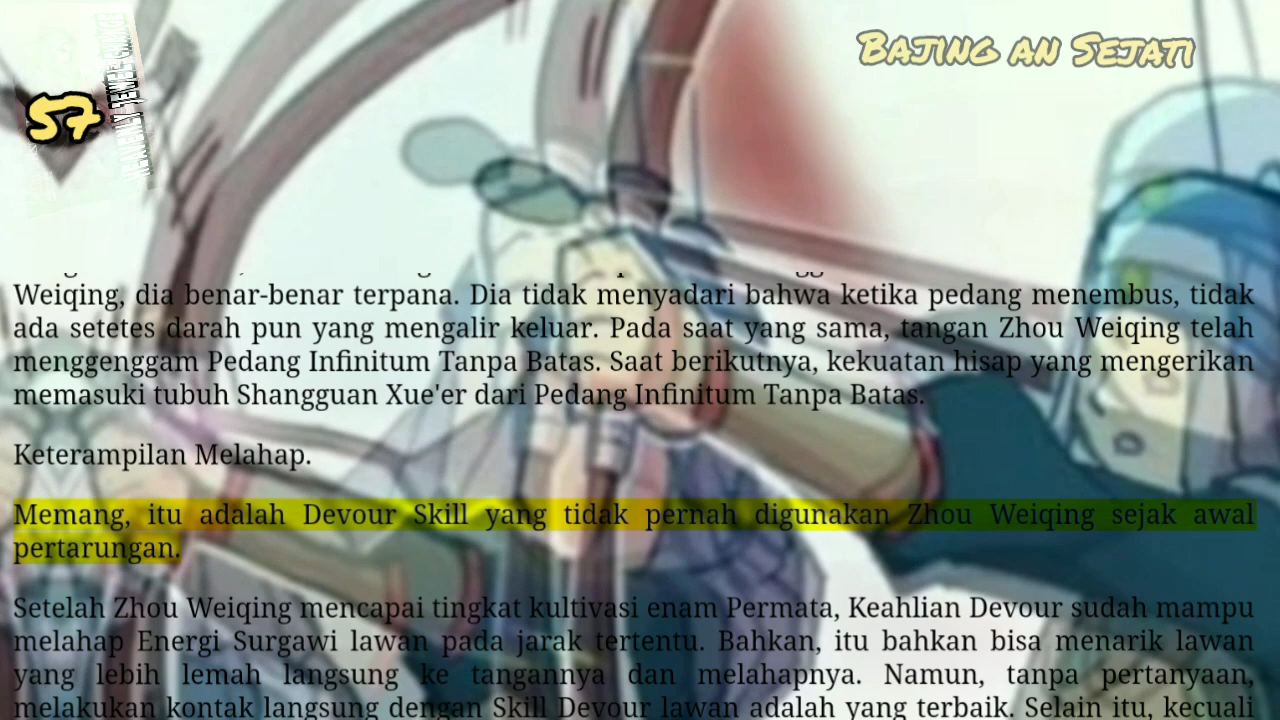 BAJING AN SEJATI
57
Weiqing, dia benar-benar terpana. Dia tidak menyadari bahwa ketika pedang menembus, tidak
ada setetes darah pun yang mengalir keluar. Pada saat yang sama, tangan Zhou Weiqing telah
menggenggam Pedang Infinitum Tanpa Batas. Saat berikutnya, kekuatan hisap yang mengerikan
memasuki tubuh Shangguan Xue'er dari Pedang Infinitum Tanpa Batas.
Keterampilan Melahap.
Memang, itu adalah Devour Skill yang tidak pernah digunakan Zhou Weiqing sejak awal
pertarungan.
Setelah Zhou Weiqing mencapai tingkat kultivasi enam Permata, Keahlian Devour sudah mampu
melahap Energi Surgawi lawan pada jarak tertentu. Bahkan, itu bahkan bisa menarik lawan
yang lebih lemah langsung ke tangannya dan melahapnya. Namun, tanpa pertanyaan,
melakukan kontak langsung dengan Skill Devour lawan adalah yang terbaik. Selain itu, kecuali